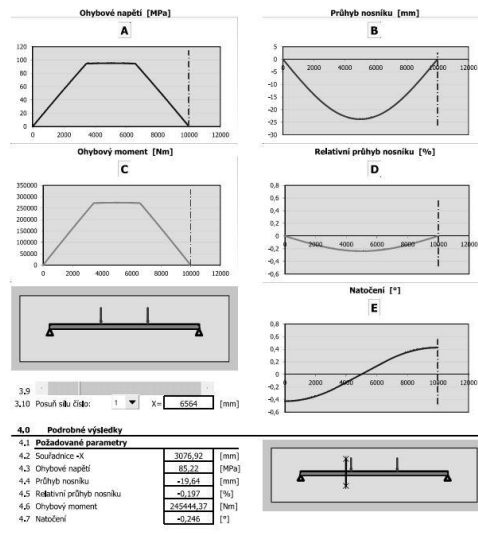 Ohybové napětí [MPa]
A
120
100
80
60
40
20
0
0 2000 4000 6000 8000 10000 12000
Průhyb nosníku [mm]
B
5
0
-5
-10
-15
-20
-25
-30
0 2000 4000 6000 8000 10000 12000
Ohybový moment [Nm]
C
350000
300000
250000
200000
150000
100000
50000
0
0 2000 4000 6000 8000 10000 12000
Relativní průhyb nosníku [%]
D
0,8
0,6
0,4
0,2
0
-0,2
-0,4
-0,6
0 2000 4000 6000 8000 10000 12000
Natočení [°]
E
0,8
0,6
0,4
0,2
0
-0,2
-0,4
-0,6
0 2000 4000 6000 8000 10000 12000
3.9
3.10 Posuň sílu číslo: 1 X= 6564 [mm]
4.0 Podrobné výsledky
4.1 Požadované parametry
4.2 Souřadnice -X 3076,92 [mm]
4.3 Ohybové napětí 85,22 [MPa]
4.4 Průhyb nosníku -19,64 [mm]
4.5 Relativní průhyb nosníku -0,197 [%]
4.6 Ohybový moment 245444,37 [Nm]
4.7 Natočení -0,246 [°]